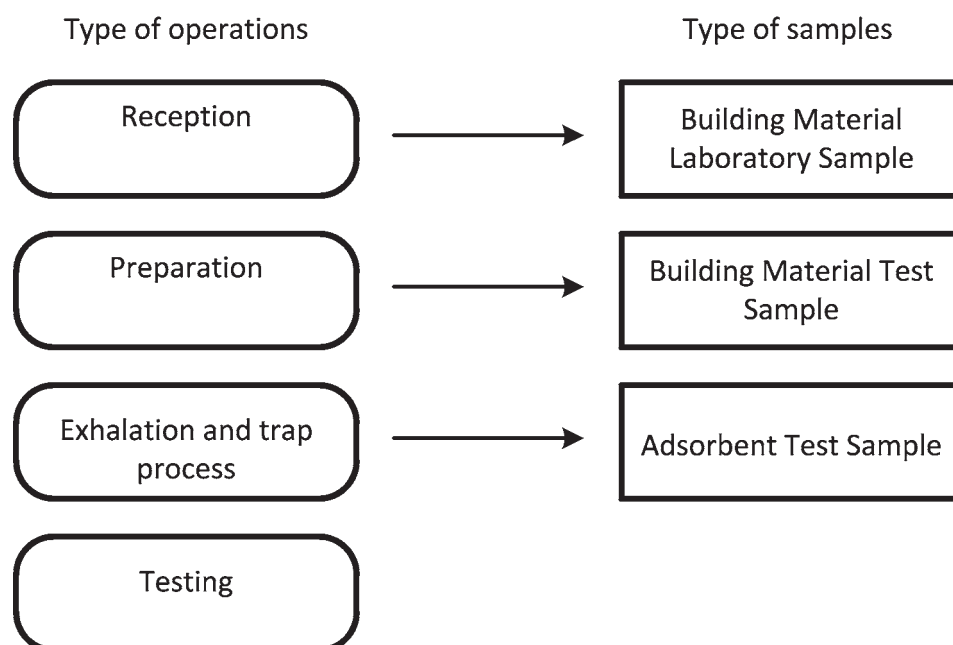 Type of operations
Type of samples
Reception
Building Material
Laboratory Sample
Preparation
Building Material Test
Sample
Exhalation and trap
process
Adsorbent Test Sample
Testing